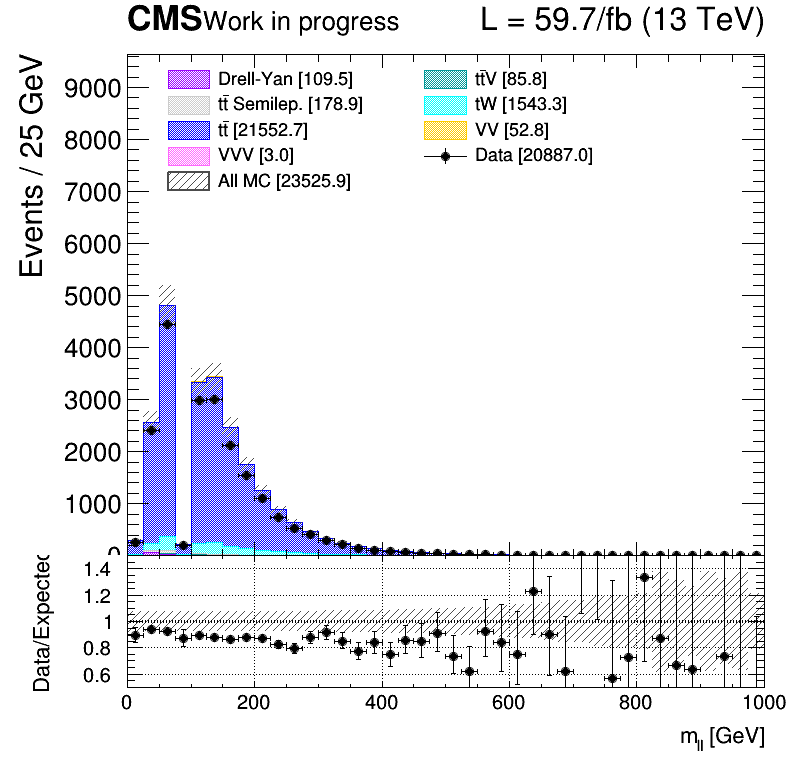 CMS Work in progress L = 59.7/fb (13 TeV)
Events / 25 GeV
Drell-Yan [109.5]
tt̄ Semilep. [178.9]
tt̄ [21552.7]
VVV [3.0]
All MC [23525.9]
tt̄V [85.8]
tW [1543.3]
VV [52.8]
Data [20887.0]
9000
8000
7000
6000
5000
4000
3000
2000
1000
0
Data/Expected
1.4
1.2
1
0.8
0.6
0 200 400 600 800 1000
m_ll [GeV]